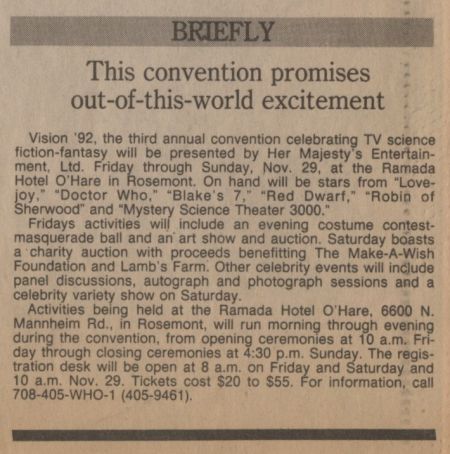 BRIEFLY
This convention promises
out-of-this-world excitement
Vision '92, the third annual convention celebrating TV science
fiction-fantasy will be presented by Her Majesty's Entertain-
ment, Ltd. Friday through Sunday, Nov. 29, at the Ramada
Hotel O'Hare in Rosemont. On hand will be stars from "Love-
joy," "Doctor Who," "Blake's 7," "Red Dwarf," "Robin of
Sherwood" and "Mystery Science Theater 3000."
Fridays activities will include an evening costume contest-
masquerade ball and an art show and auction. Saturday boasts
a charity auction with proceeds benefitting The Make-A-Wish
Foundation and Lamb's Farm. Other celebrity events will include
panel discussions, autograph and photograph sessions and a
celebrity variety show on Saturday.
Activities being held at the Ramada Hotel O'Hare, 6600 N.
Mannheim Rd., in Rosemont, will run morning through evening
during the convention, from opening ceremonies at 10 a.m. Fri-
day through closing ceremonies at 4:30 p.m. Sunday. The regis-
tration desk will be open at 8 a.m. on Friday and Saturday and
10 a.m. Nov. 29. Tickets cost $20 to $55. For information, call
708-405-WHO-1 (405-9461).